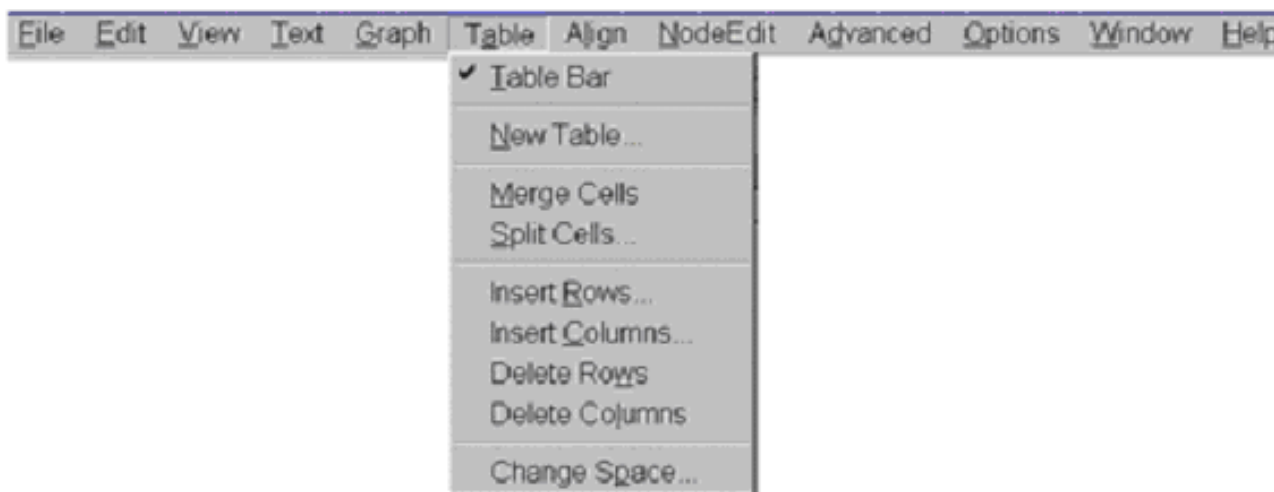 File Edit View Text Graph Table Align NodeEdit Advanced Options Window Help
✔ Table Bar
New Table...
Merge Cells
Split Cells...
Insert Rows...
Insert Columns...
Delete Rows
Delete Columns
Change Space...